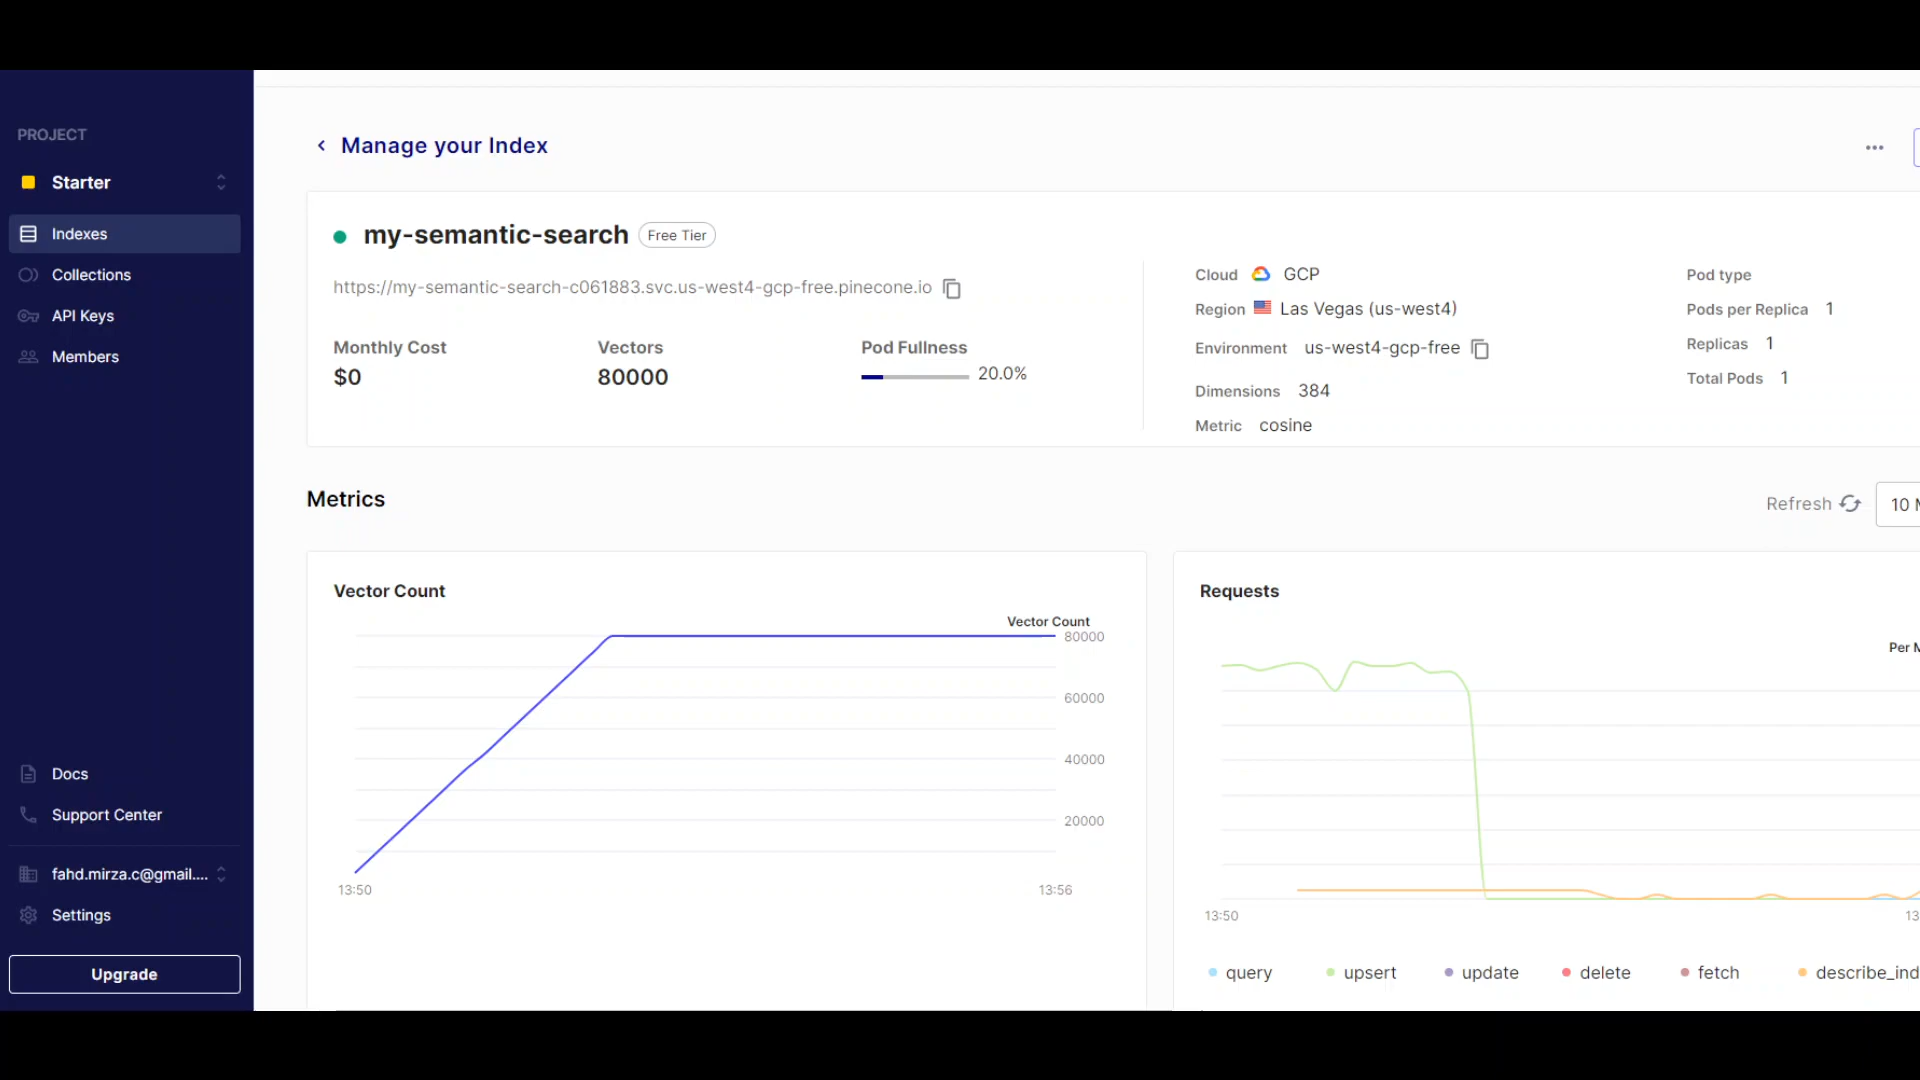 PROJECT
Starter
Indexes
Collections
API Keys
Members
Docs
Support Center
fahd.mirza.c@gmail....
Settings
Upgrade
Manage your Index
my-semantic-search
Free Tier
https://my-semantic-search-c061883.svc.us-west4-gcp-free.pinecone.io
Monthly Cost
$0
Vectors
80000
Pod Fullness
20.0%
Cloud GCP
Region Las Vegas (us-west4)
Environment us-west4-gcp-free
Dimensions 384
Metric cosine
Pod type
Pods per Replica 1
Replicas 1
Total Pods 1
Metrics
Refresh
10 M
Vector Count
Vector Count
80000
60000
40000
20000
13:50 13:56
Requests
Per M
13:50 13
query upsert update delete fetch describe_ind